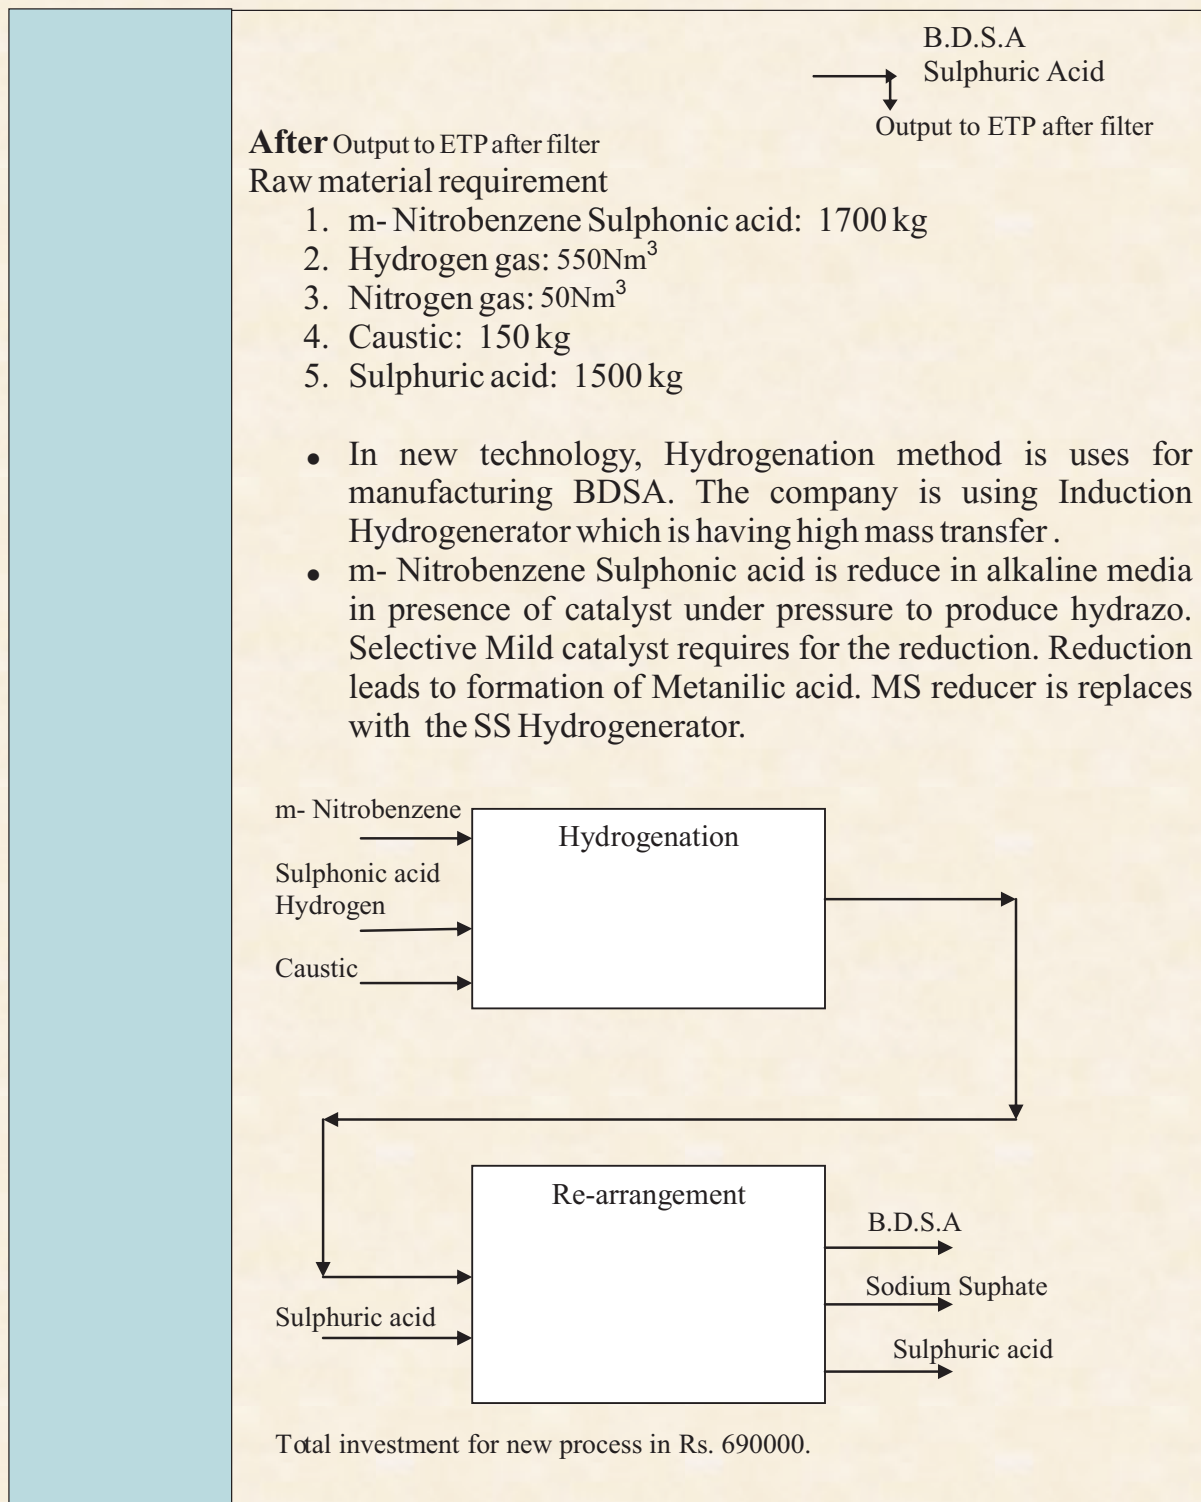 B.D.S.A
Sulphuric Acid
Output to ETP after filter
After Output to ETP after filter
Raw material requirement
1. m- Nitrobenzene Sulphonic acid: 1700 kg
2. Hydrogen gas: 550Nm³
3. Nitrogen gas: 50Nm³
4. Caustic: 150 kg
5. Sulphuric acid: 1500 kg
• In new technology, Hydrogenation method is uses for
manufacturing BDSA. The company is using Induction
Hydrogenerator which is having high mass transfer .
• m- Nitrobenzene Sulphonic acid is reduce in alkaline media
in presence of catalyst under pressure to produce hydrazo.
Selective Mild catalyst requires for the reduction. Reduction
leads to formation of Metanilic acid. MS reducer is replaces
with the SS Hydrogenerator.
m- Nitrobenzene
Hydrogenation
Sulphonic acid
Hydrogen
Caustic
Re-arrangement
B.D.S.A
Sodium Suphate
Sulphuric acid
Sulphuric acid
Total investment for new process in Rs. 690000.